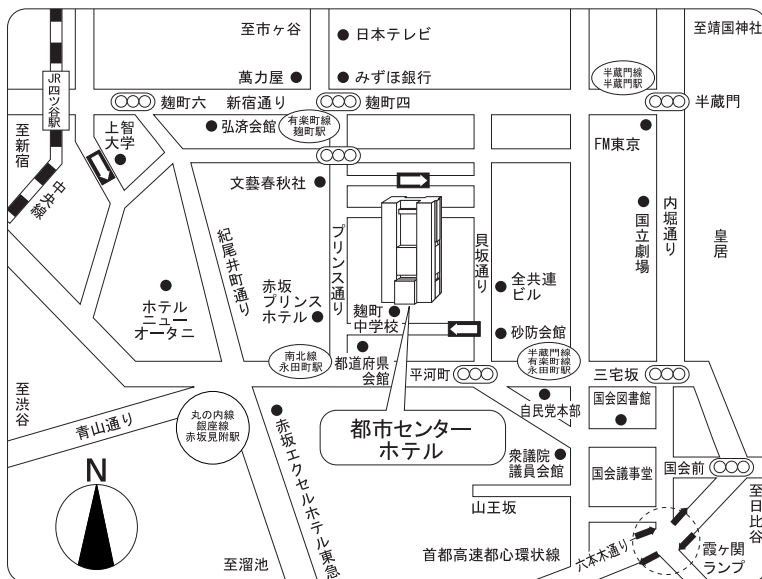 至市ヶ谷
日本テレビ
至靖国神社
萬力屋
みずほ銀行
半蔵門線
半蔵門駅
JR
四ツ谷駅
麹町六
新宿通り
麹町四
半蔵門
至新宿
上智
大学
弘済会館
有楽町線
麹町駅
FM東京
中央線
文藝春秋社
紀尾井町通り
プリンス通り
貝坂通り
国立劇場
内堀通り
皇居
ホテル
ニュー
オータニ
赤坂
プリンス
ホテル
麹町
中学校
全共連
ビル
砂防会館
南北線
永田町駅
都道府県
会館
平河町
半蔵門線
有楽町線
永田町駅
三宅坂
至渋谷
青山通り
丸の内線
銀座線
赤坂見附駅
赤坂エクセルホテル東急
都市センター
ホテル
自民党本部
国会図書館
衆議院
議員会館
国会議事堂
国会前
至日比谷
山王坂
N
至溜池
首都高速都心環状線
六本木通り
霞ヶ関
ランプ